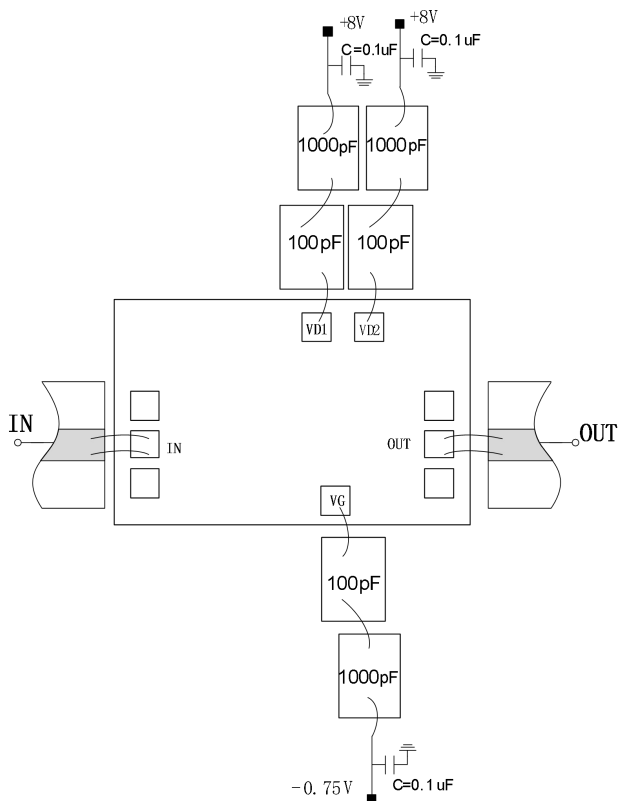 +8V
+8V
C=0.1uF
C=0.1uF
1000pF
1000pF
100pF
100pF
VD1
VD2
IN
IN
OUT
OUT
VG
100pF
1000pF
-0.75V
C=0.1uF